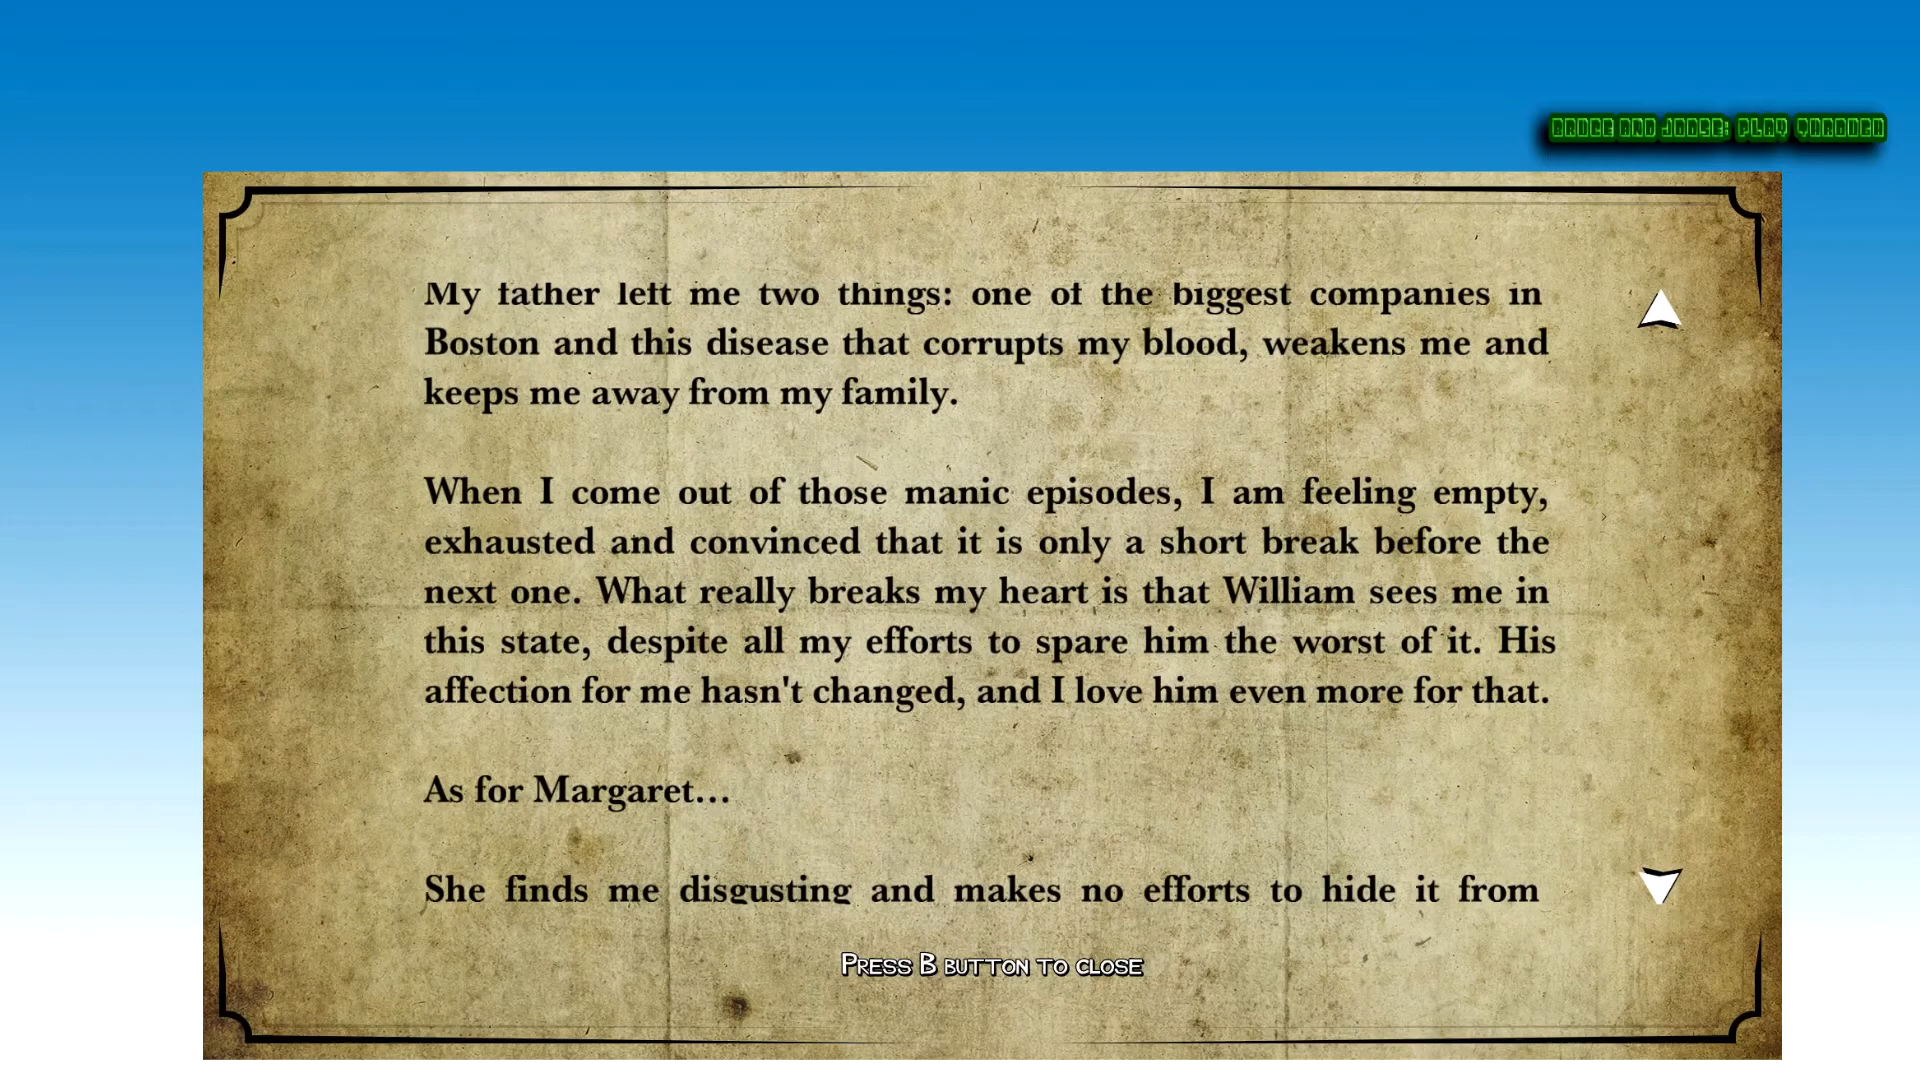 BRUCE AND JOOSE: PLAY THROUGH
My father left me two things: one of the biggest companies in
Boston and this disease that corrupts my blood, weakens me and
keeps me away from my family.
When I come out of those manic episodes, I am feeling empty,
exhausted and convinced that it is only a short break before the
next one. What really breaks my heart is that William sees me in
this state, despite all my efforts to spare him the worst of it. His
affection for me hasn't changed, and I love him even more for that.
As for Margaret...
She finds me disgusting and makes no efforts to hide it from
Press B button to close